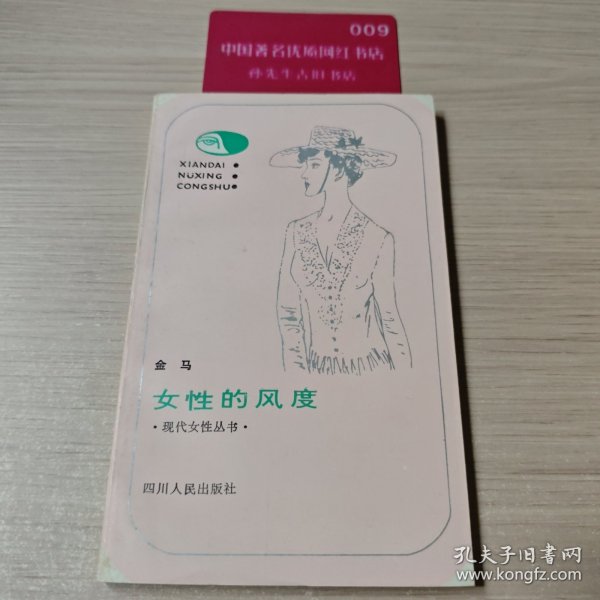 009
中国著名优质网红书店
孙先生古旧书店
XIANDAI •
NÜXING •
CONGSHU•
金 马
女性的风度
·现代女性丛书·
四川人民出版社
孔夫子旧书网
www.kongfz.com